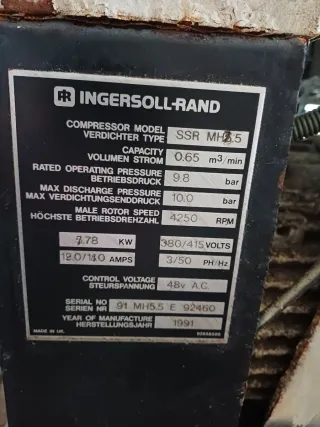 IR INGERSOLL-RAND
COMPRESSOR MODEL
VERDICHTER TYPE SSR MH5.5
CAPACITY
VOLUMEN STROM 0.65 m³/min
RATED OPERATING PRESSURE
BETRIEBSDRUCK 9.8 bar
MAX DISCHARGE PRESSURE
MAX VERDICHTUNGSENDDRUCK 10.0 bar
MALE ROTOR SPEED
HÖCHSTE BETRIEBSDREHZAHL 4250 RPM
7.78 KW 380/415 VOLTS
12.0/11.0 AMPS 3/50 PH/Hz
CONTROL VOLTAGE
STEUERSPANNUNG 48v A.C.
SERIAL NO
SERIEN NR 91 MH5.5 E 92460
YEAR OF MANUFACTURE
HERSTELLUNGSJAHR 1991
MADE IN UK.